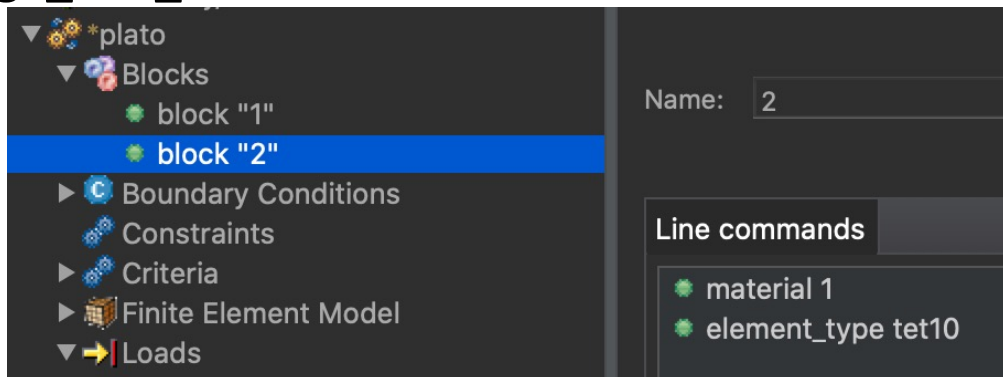 *plato
Blocks
block "1"
block "2"
C Boundary Conditions
Constraints
Criteria
Finite Element Model
Loads
Name: 2
Line commands
material 1
element_type tet10